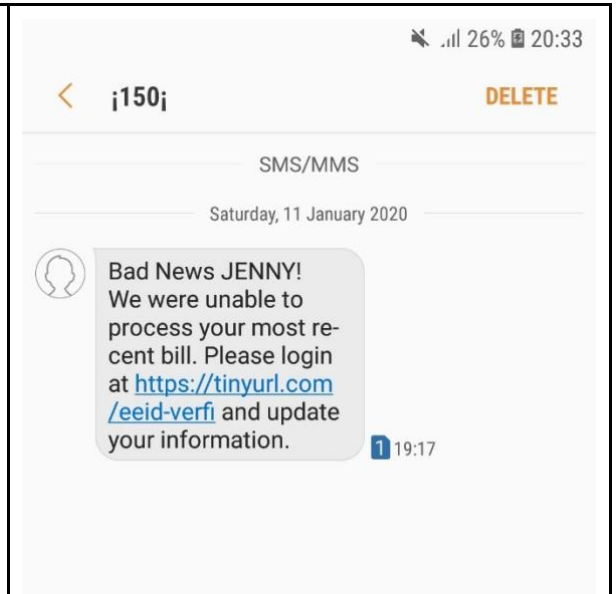 26% 20:33
¡150¡ DELETE
SMS/MMS
Saturday, 11 January 2020
Bad News JENNY!
We were unable to
process your most re-
cent bill. Please login
at https://tinyurl.com
/eeid-verfi and update
your information.
1 19:17